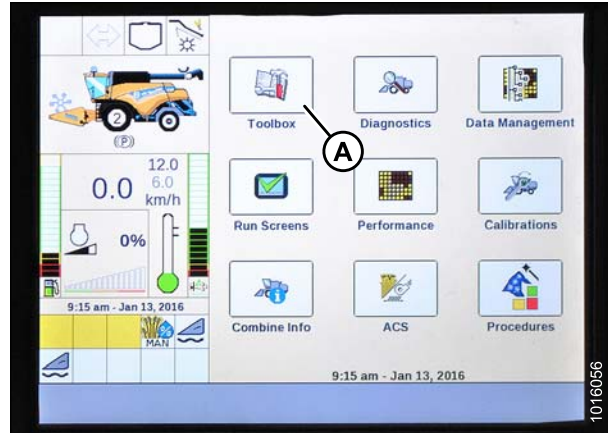 Toolbox
Diagnostics
Data Management
A
2
(P)
12.0
0.0
6.0
km/h
0%
Run Screens
Performance
Calibrations
9:15 am - Jan 13, 2016
MAN
Combine Info
ACS
Procedures
9:15 am - Jan 13, 2016
1016056